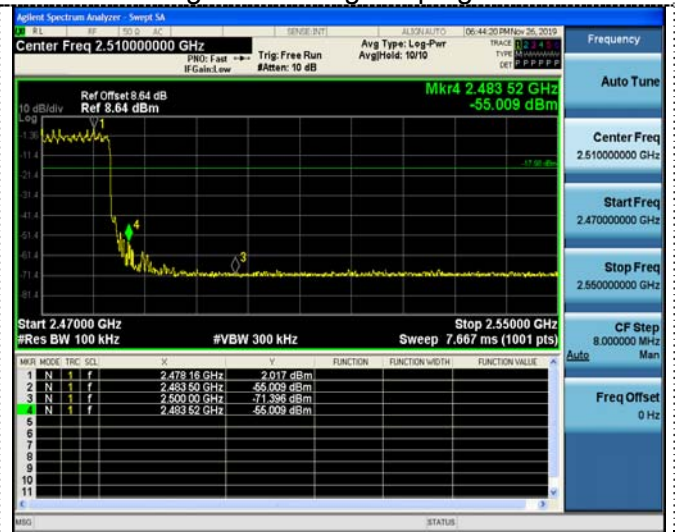 Agilent Spectrum Analyzer - Swept SA
RL RF 50 Ω AC SENSE:INT ALIGN AUTO 06:44:20 PM Nov 26, 2019
Center Freq 2.510000000 GHz
PNO: Fast Trig: Free Run
IFGain:Low #Atten: 10 dB
Avg Type: Log-Pwr
Avg|Hold: 10/10
TRACE 1 2 3 4 5 6
TYPE
DET P P P P P P
Ref Offset 8.64 dB
10 dB/div Ref 8.64 dBm
Log
Mkr4 2.483 52 GHz
-55.009 dBm
1
-1.36
-11.4
-21.4
-31.4
-41.4
4
-51.4
3
-61.4
-71.4
-81.4
Start 2.47000 GHz Stop 2.55000 GHz
#Res BW 100 kHz #VBW 300 kHz Sweep 7.667 ms (1001 pts)
MKR MODE TRC SCL X Y FUNCTION FUNCTION WIDTH FUNCTION VALUE
1 N 1 f 2.478 16 GHz 2.017 dBm
2 N 1 f 2.483 50 GHz -55.009 dBm
3 N 1 f 2.500 00 GHz -71.396 dBm
4 N 1 f 2.483 52 GHz -55.009 dBm
5
6
7
8
9
10
11
MSG STATUS
Frequency
Auto Tune
Center Freq
2.510000000 GHz
Start Freq
2.470000000 GHz
Stop Freq
2.550000000 GHz
CF Step
8.000000 MHz
Auto Man
Freq Offset
0 Hz